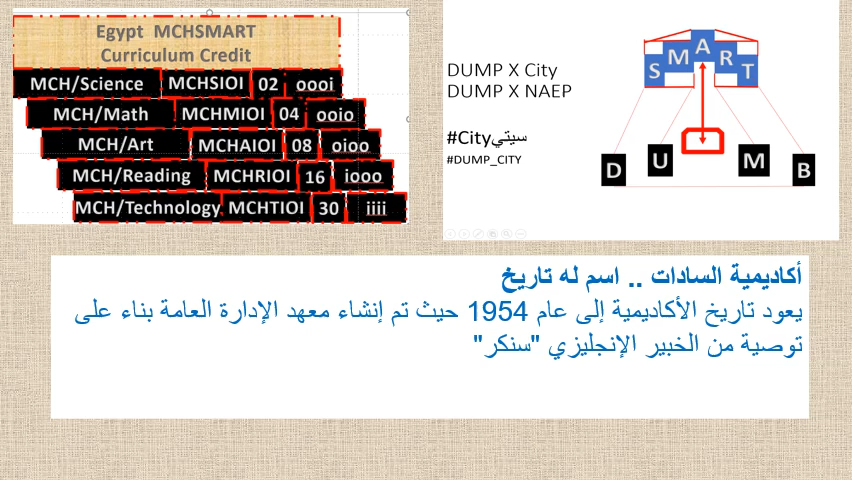 Egypt MCHSMART
Curriculum Credit
MCH/Science MCHSIOI 02 oooi
MCH/Math MCHMIOI 04 ooio
MCH/Art MCHAIOI 08 oioo
MCH/Reading MCHRIOI 16 iooo
MCH/Technology MCHTIOI 30 iiii
DUMP X City
DUMP X NAEP
#Cityسيتي
#DUMP_CITY
SMART
D U M B
أكاديمية السادات .. اسم له تاريخ
يعود تاريخ الأكاديمية إلى عام 1954 حيث تم إنشاء معهد الإدارة العامة بناء على
توصية من الخبير الإنجليزي "سنكر"